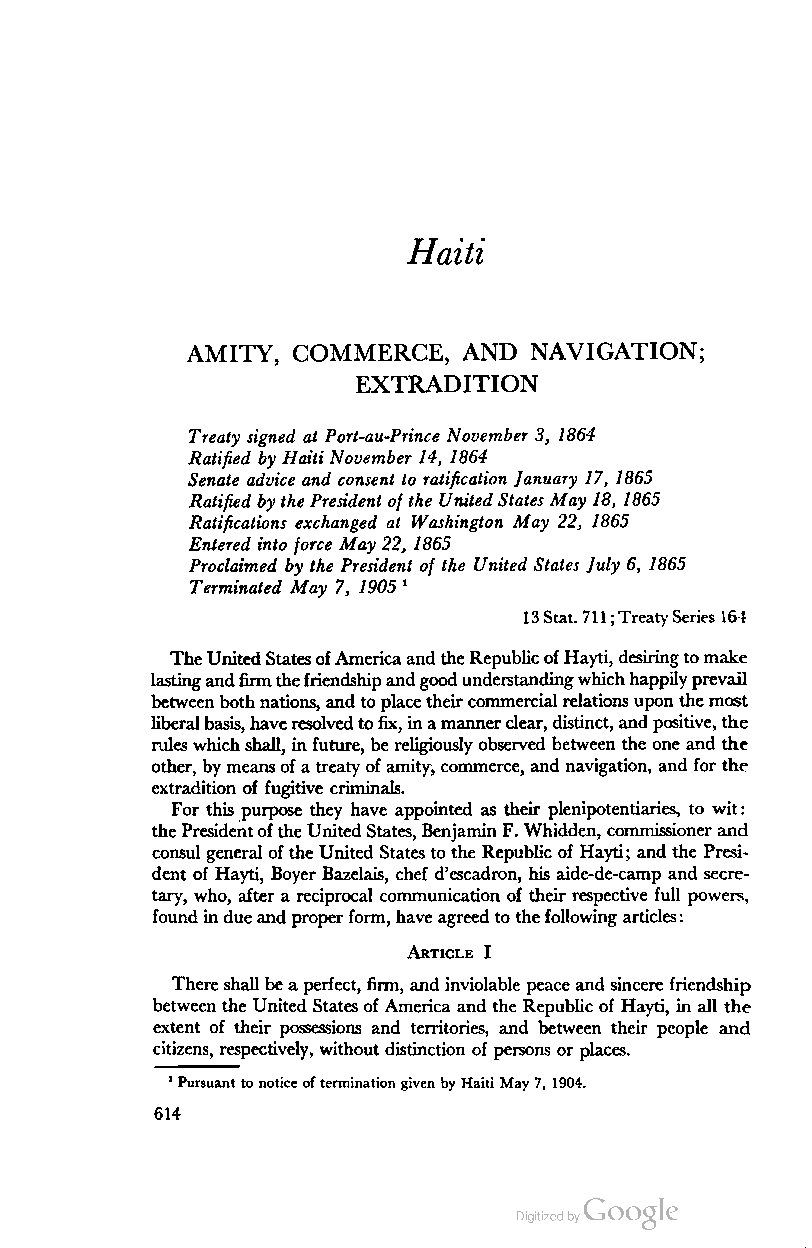 Haiti
AMITY, COMMERCE, AND NAVIGATION;
EXTRADITION
Treaty signed at Port-au-Prince November 3, 1864
Ratified by Haiti November 14, 1864
Senate advice and consent to ratification January 17, 1865
Ratified by the President of the United States May 18, 1865
Ratifications exchanged at Washington May 22, 1865
Entered into force May 22, 1865
Proclaimed by the President of the United States July 6, 1865
Terminated May 7, 1905 ¹
13 Stat. 711; Treaty Series 164
The United States of America and the Republic of Hayti, desiring to make
lasting and firm the friendship and good understanding which happily prevail
between both nations, and to place their commercial relations upon the most
liberal basis, have resolved to fix, in a manner clear, distinct, and positive, the
rules which shall, in future, be religiously observed between the one and the
other, by means of a treaty of amity, commerce, and navigation, and for the
extradition of fugitive criminals.
For this purpose they have appointed as their plenipotentiaries, to wit:
the President of the United States, Benjamin F. Whidden, commissioner and
consul general of the United States to the Republic of Hayti; and the Presi-
dent of Hayti, Boyer Bazelais, chef d'escadron, his aide-de-camp and secre-
tary, who, after a reciprocal communication of their respective full powers,
found in due and proper form, have agreed to the following articles:
ARTICLE I
There shall be a perfect, firm, and inviolable peace and sincere friendship
between the United States of America and the Republic of Hayti, in all the
extent of their possessions and territories, and between their people and
citizens, respectively, without distinction of persons or places.
¹ Pursuant to notice of termination given by Haiti May 7, 1904.
614
Digitized by Google